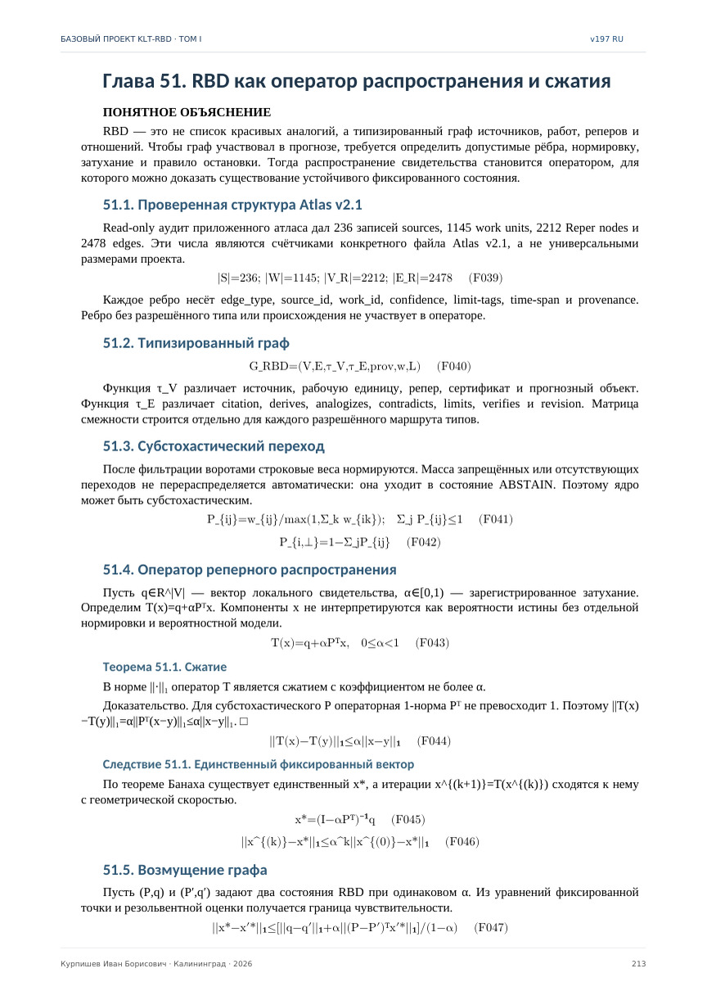 БАЗОВЫЙ ПРОЕКТ KLT-RBD · ТОМ I
v197 RU
Глава 51. RBD как оператор распространения и сжатия
ПОНЯТНОЕ ОБЪЯСНЕНИЕ
RBD — это не список красивых аналогий, а типизированный граф источников, работ, реперов и
отношений. Чтобы граф участвовал в прогнозе, требуется определить допустимые рёбра, нормировку,
затухание и правило остановки. Тогда распространение свидетельства становится оператором, для
которого можно доказать существование устойчивого фиксированного состояния.
51.1. Проверенная структура Atlas v2.1
Read-only аудит приложенного атласа дал 236 записей sources, 1145 work units, 2212 Reper nodes и
2478 edges. Эти числа являются счётчиками конкретного файла Atlas v2.1, а не универсальными
размерами проекта.
|S|=236; |W|=1145; |V_R|=2212; |E_R|=2478 (F039)
Каждое ребро несёт edge_type, source_id, work_id, confidence, limit-tags, time-span и provenance.
Ребро без разрешённого типа или происхождения не участвует в операторе.
51.2. Типизированный граф
G_RBD=(V,E,τ_V,τ_E,prov,w,L) (F040)
Функция τ_V различает источник, рабочую единицу, репер, сертификат и прогнозный объект.
Функция τ_E различает citation, derives, analogizes, contradicts, limits, verifies и revision. Матрица
смежности строится отдельно для каждого разрешённого маршрута типов.
51.3. Субстохастический переход
После фильтрации воротами строковые веса нормируются. Масса запрещённых или отсутствующих
переходов не перераспределяется автоматически: она уходит в состояние ABSTAIN. Поэтому ядро
может быть субстохастическим.
P_{ij}=w_{ij}/max(1,Σ_k w_{ik}); Σ_j P_{ij}≤1 (F041)
P_{i,⊥}=1−Σ_jP_{ij} (F042)
51.4. Оператор реперного распространения
Пусть q∈R^|V| — вектор локального свидетельства, α∈[0,1) — зарегистрированное затухание.
Определим T(x)=q+αPᵀx. Компоненты x не интерпретируются как вероятности истины без отдельной
нормировки и вероятностной модели.
T(x)=q+αPᵀx, 0≤α<1 (F043)
Теорема 51.1. Сжатие
В норме ||·||₁ оператор T является сжатием с коэффициентом не более α.
Доказательство. Для субстохастического P операторная 1-норма Pᵀ не превосходит 1. Поэтому ||T(x)
−T(y)||₁=α||Pᵀ(x−y)||₁≤α||x−y||₁. □
||T(x)−T(y)||₁≤α||x−y||₁ (F044)
Следствие 51.1. Единственный фиксированный вектор
По теореме Банаха существует единственный x*, а итерации x^{(k+1)}=T(x^{(k)}) сходятся к нему
с геометрической скоростью.
x*=(I−αPᵀ)⁻¹q (F045)
||x^{(k)}−x*||₁≤α^k||x^{(0)}−x*||₁ (F046)
51.5. Возмущение графа
Пусть (P,q) и (P′,q′) задают два состояния RBD при одинаковом α. Из уравнений фиксированной
точки и резольвентной оценки получается граница чувствительности.
||x*−x′*||₁≤[||q−q′||₁+α||(P−P′)ᵀx′*||₁]/(1−α) (F047)
Курпишев Иван Борисович · Калининград · 2026
213